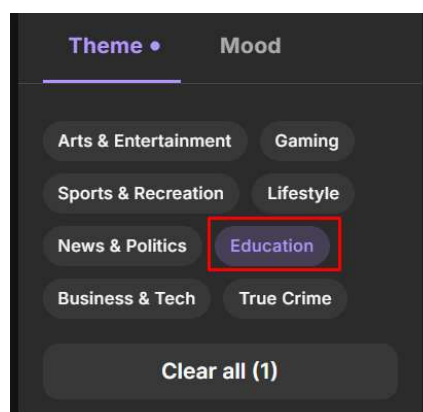 Theme • Mood
Arts & Entertainment Gaming
Sports & Recreation Lifestyle
News & Politics Education
Business & Tech True Crime
Clear all (1)